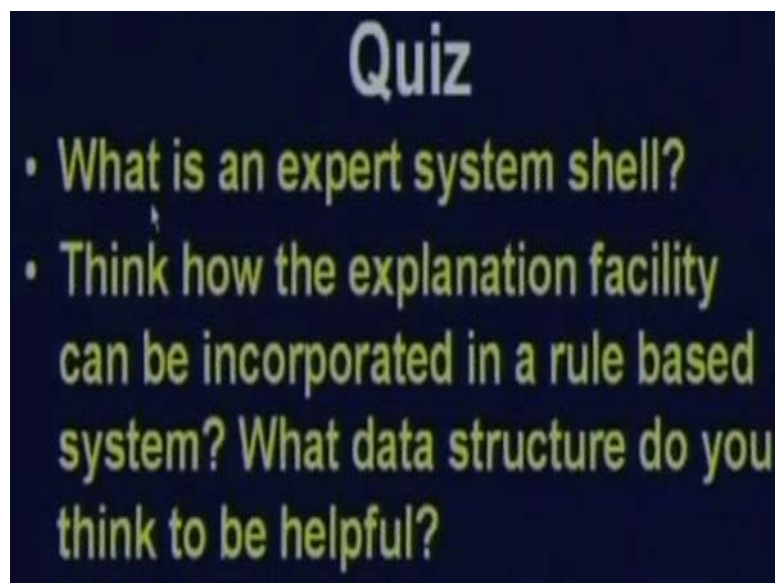 Quiz
• What is an expert system shell?
• Think how the explanation facility
can be incorporated in a rule based
system? What data structure do you
think to be helpful?